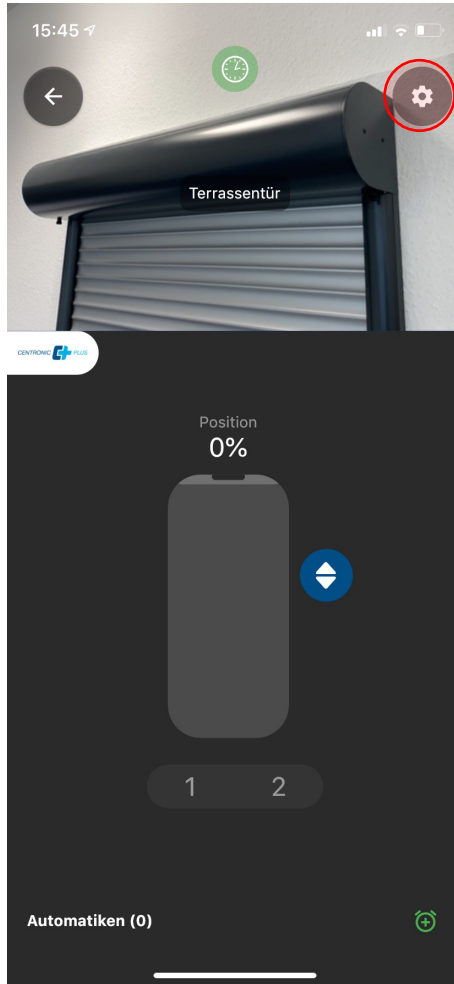 15:45
Terrassentür
CENTRONIC PLUS
Position
0%
1 2
Automatiken (0)